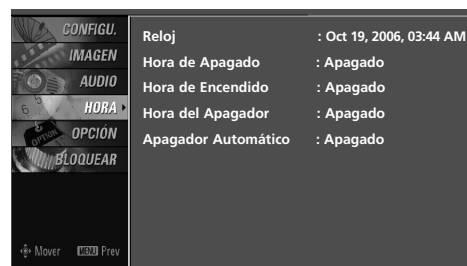 CONFIGU.
IMAGEN
AUDIO
HORA
OPCIÓN
BLOQUEAR
Mover MENU Prev
Reloj : Oct 19, 2006, 03:44 AM
Hora de Apagado : Apagado
Hora de Encendido : Apagado
Hora del Apagador : Apagado
Apagador Automático : Apagado